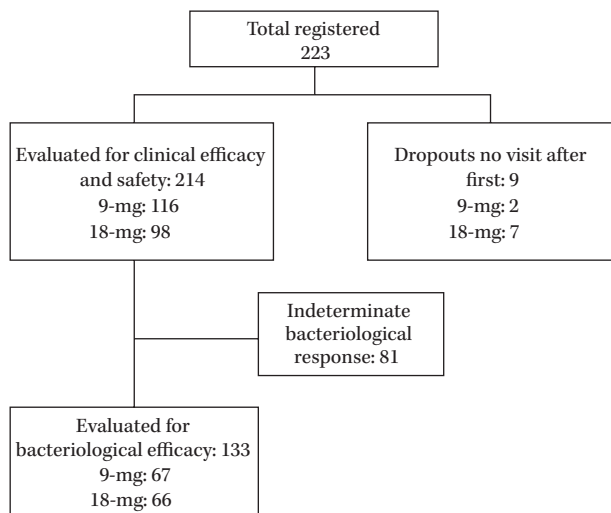 Total registered
223
Evaluated for clinical efficacy
and safety: 214
9-mg: 116
18-mg: 98
Dropouts no visit after
first: 9
9-mg: 2
18-mg: 7
Indeterminate
bacteriological
response: 81
Evaluated for
bacteriological efficacy: 133
9-mg: 67
18-mg: 66